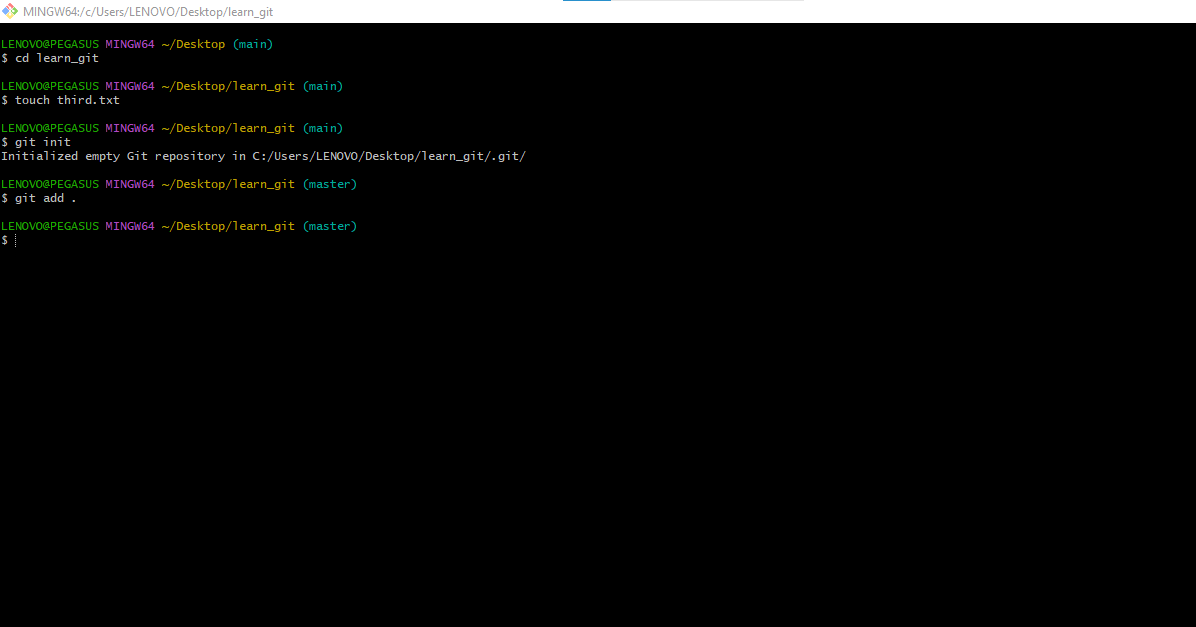 MINGW64:/c/Users/LENOVO/Desktop/learn_git
LENOVO@PEGASUS MINGW64 ~/Desktop (main)
$ cd learn_git
LENOVO@PEGASUS MINGW64 ~/Desktop/learn_git (main)
$ touch third.txt
LENOVO@PEGASUS MINGW64 ~/Desktop/learn_git (main)
$ git init
Initialized empty Git repository in C:/Users/LENOVO/Desktop/learn_git/.git/
LENOVO@PEGASUS MINGW64 ~/Desktop/learn_git (master)
$ git add .
LENOVO@PEGASUS MINGW64 ~/Desktop/learn_git (master)
$